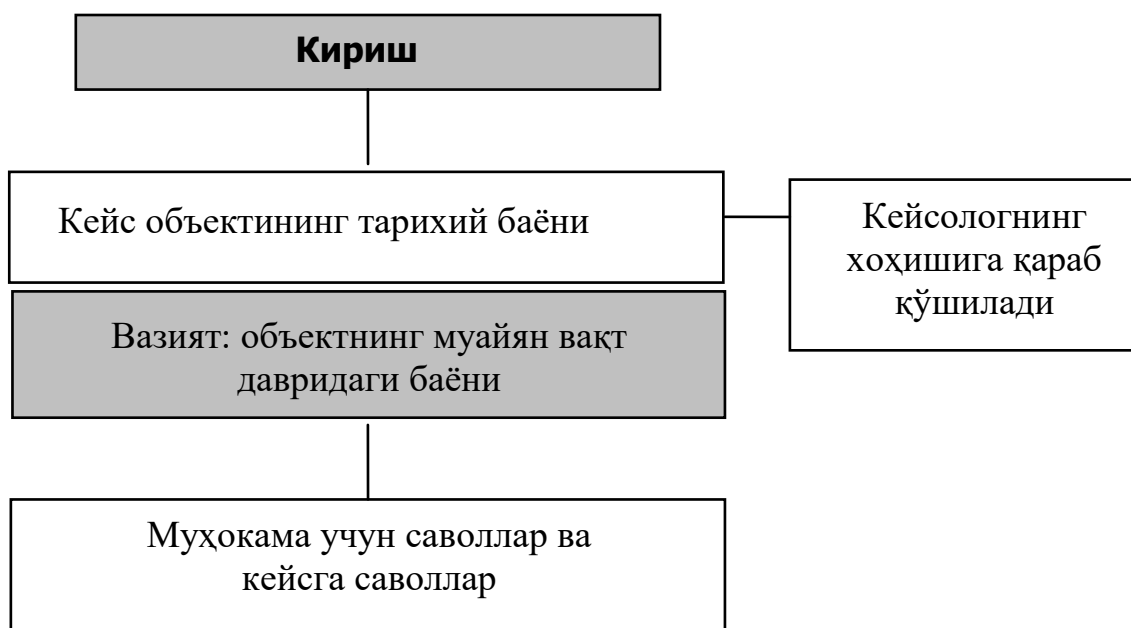 Кириш
Кейс объектининг тарихий баёни
Кейсологнинг
хоҳишига қараб
қўшилади
Вазият: объектнинг муайян вақт
давридаги баёни
Муҳокама учун саволлар ва
кейсга саволлар